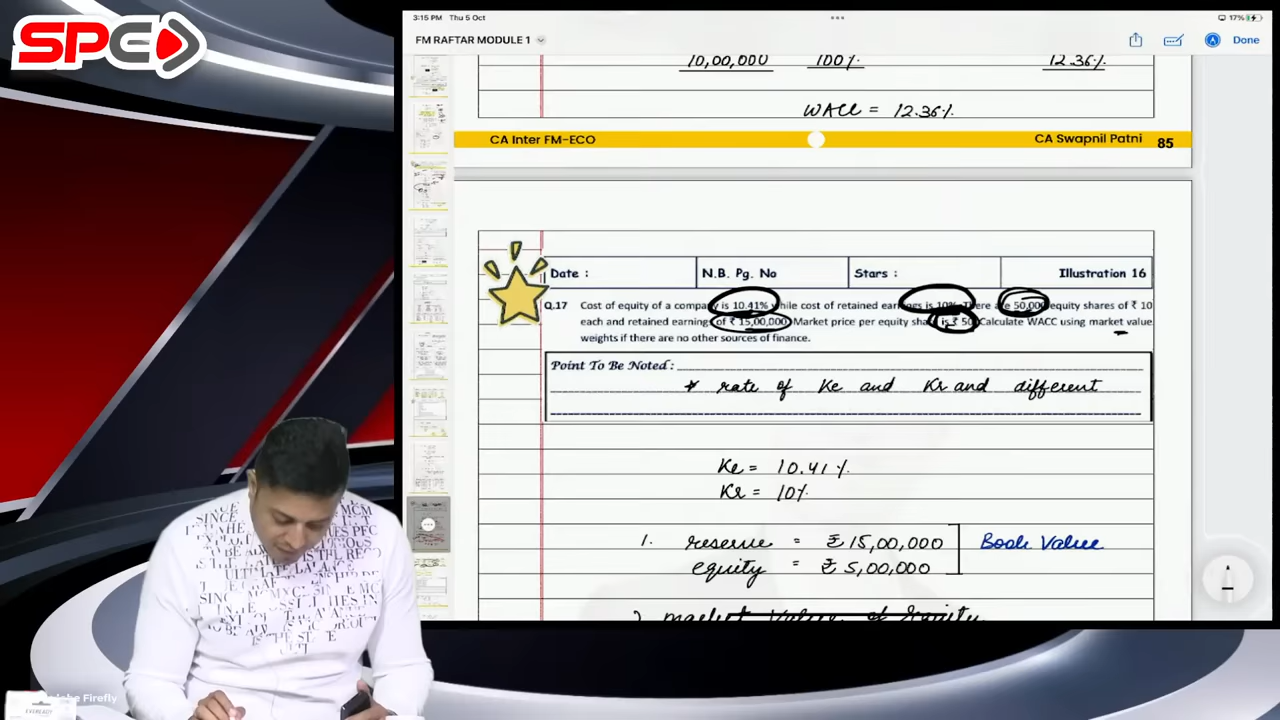 SPC
3:15 PM Thu 5 Oct
17%
FM RAFTAR MODULE 1
Done
10,00,000 100% 12.36%
WACC = 12.36%
CA Inter FM-ECO CA Swapnil Patni 85
Date : N.B. Pg. No Stars : Illustration 16
Q.17 Cost of equity of a company is 10.41% while cost of retained earnings is 10%. There are 50,000 equity shares of ₹ 10
each and retained earnings of ₹ 15,00,000. Market price per equity share is ₹ 50. Calculate WACC using market value
weights if there are no other sources of finance.
Point To Be Noted :
* rate of Ke and Kr and different
Ke = 10.41%
Kr = 10%
1. reserve = ₹ 15,00,000 Book Value
equity = ₹ 5,00,000
2 market Value of Equity
Firefly
EVEREADY